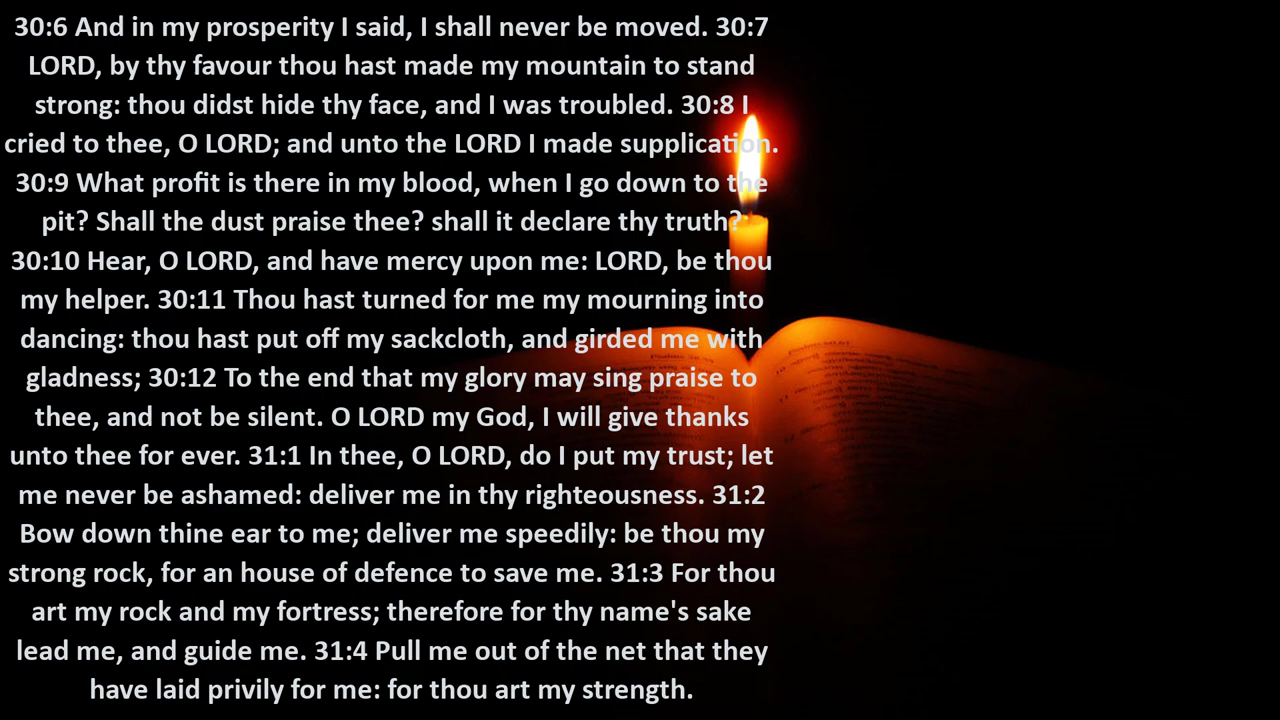 30:6 And in my prosperity I said, I shall never be moved. 30:7
LORD, by thy favour thou hast made my mountain to stand
strong: thou didst hide thy face, and I was troubled. 30:8 I
cried to thee, O LORD; and unto the LORD I made supplication.
30:9 What profit is there in my blood, when I go down to the
pit? Shall the dust praise thee? shall it declare thy truth?
30:10 Hear, O LORD, and have mercy upon me: LORD, be thou
my helper. 30:11 Thou hast turned for me my mourning into
dancing: thou hast put off my sackcloth, and girded me with
gladness; 30:12 To the end that my glory may sing praise to
thee, and not be silent. O LORD my God, I will give thanks
unto thee for ever. 31:1 In thee, O LORD, do I put my trust; let
me never be ashamed: deliver me in thy righteousness. 31:2
Bow down thine ear to me; deliver me speedily: be thou my
strong rock, for an house of defence to save me. 31:3 For thou
art my rock and my fortress; therefore for thy name's sake
lead me, and guide me. 31:4 Pull me out of the net that they
have laid privily for me: for thou art my strength.